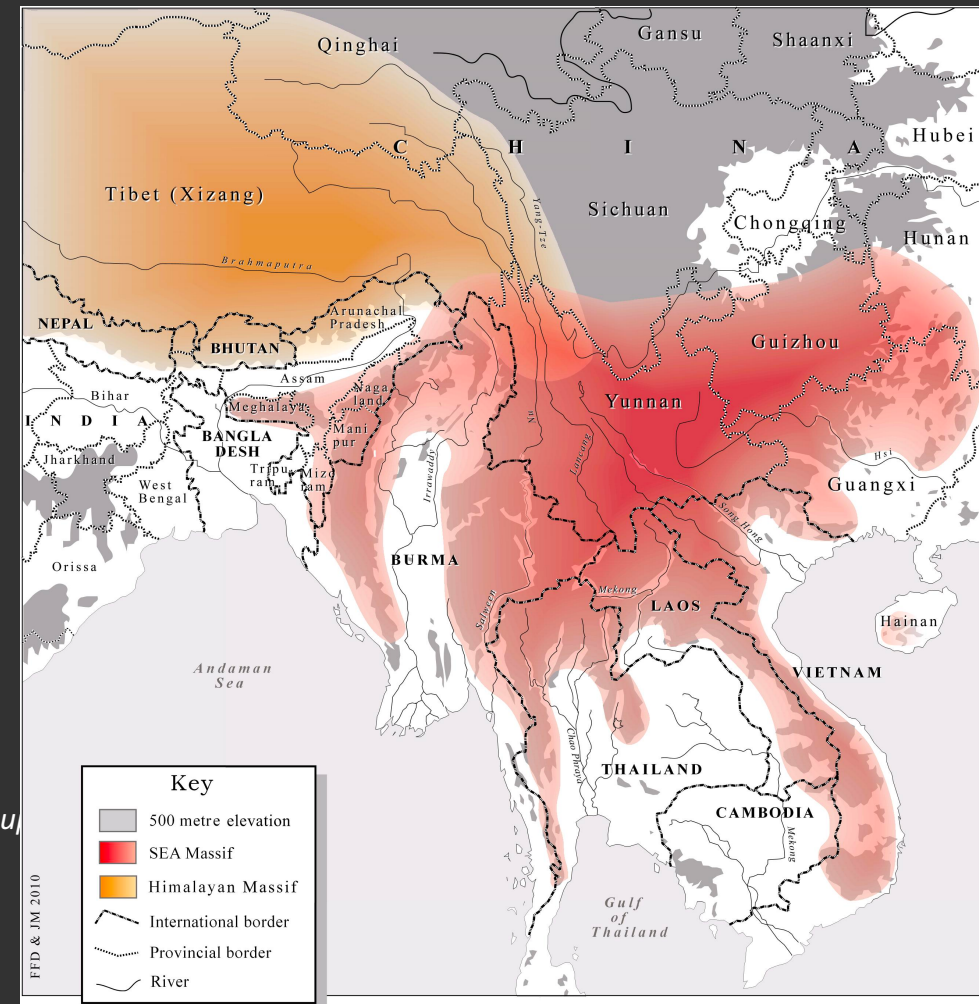 Qinghai
Gansu
Shaanxi
Hubei
C H I N A
Tibet (Xizang)
Yang-Tze
Sichuan
Chongqing
Hunan
Brahmaputra
Arunachal
Pradesh
NEPAL
BHUTAN
Guizhou
Assam
Naga
land
Bihar
Meghalaya
Yunnan
I N D I A
BANGLA
DESH
Mani
pur
Jharkhand
Tripu
ram
Mizo
ram
West
Bengal
Irrawaddy
Nu
Lancang
Hsi
Guangxi
Song Hong
Orissa
BURMA
Salween
Mekong
LAOS
Hainan
Andaman
Sea
VIETNAM
Chao Phraya
THAILAND
CAMBODIA
Mekong
Gulf
of
Thailand
Key
500 metre elevation
SEA Massif
Himalayan Massif
International border
Provincial border
River
FFD & JM 2010